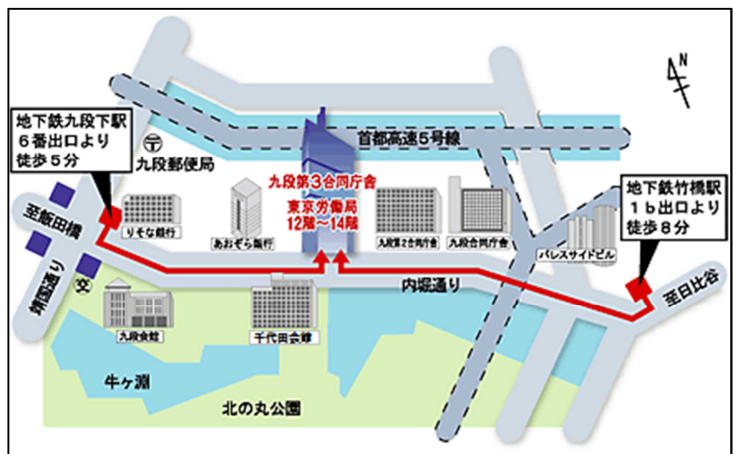 N
地下鉄九段下駅
6番出口より
徒歩5分
九段郵便局
首都高速5号線
九段第3合同庁舎
東京労働局
12階～14階
地下鉄竹橋駅
1b出口より
徒歩8分
至飯田橋
りそな銀行
あおぞら銀行
九段第2合同庁舎
九段合同庁舎
パレスサイドビル
靖国通り
交
内堀通り
至日比谷
九段会館
千代田会館
牛ヶ淵
北の丸公園